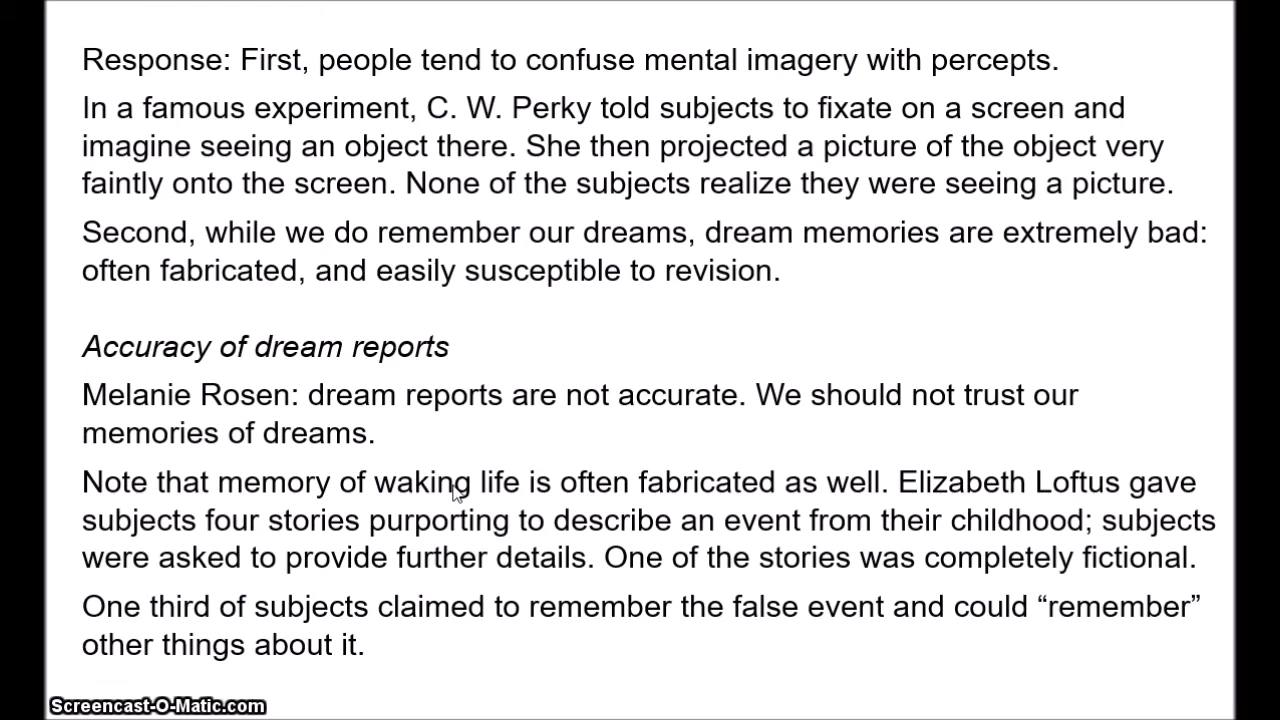 Response: First, people tend to confuse mental imagery with percepts.
In a famous experiment, C. W. Perky told subjects to fixate on a screen and
imagine seeing an object there. She then projected a picture of the object very
faintly onto the screen. None of the subjects realize they were seeing a picture.
Second, while we do remember our dreams, dream memories are extremely bad:
often fabricated, and easily susceptible to revision.
Accuracy of dream reports
Melanie Rosen: dream reports are not accurate. We should not trust our
memories of dreams.
Note that memory of waking life is often fabricated as well. Elizabeth Loftus gave
subjects four stories purporting to describe an event from their childhood; subjects
were asked to provide further details. One of the stories was completely fictional.
One third of subjects claimed to remember the false event and could “remember”
other things about it.
Screencast-O-Matic.com